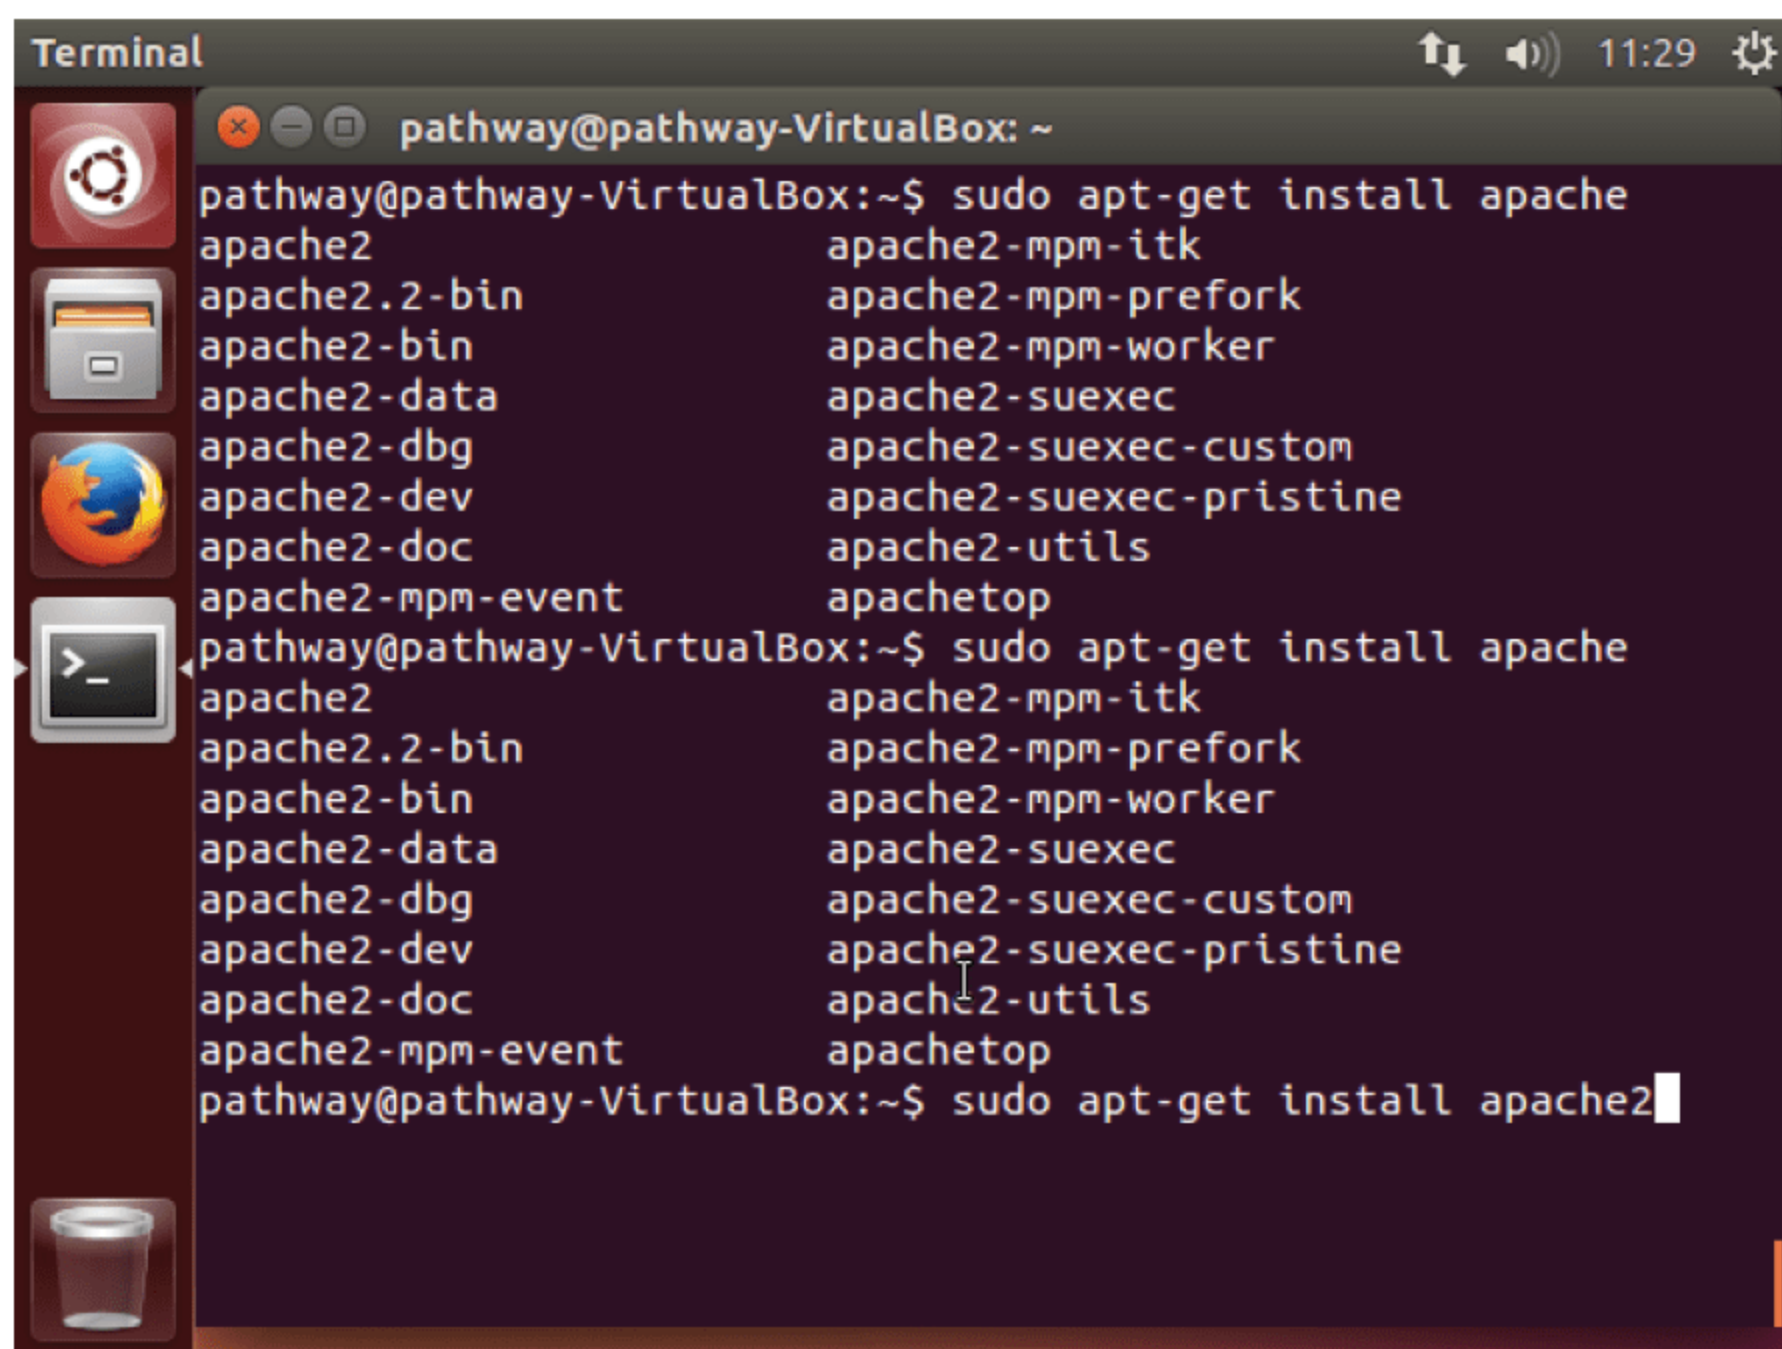 Terminal 11:29
pathway@pathway-VirtualBox: ~
pathway@pathway-VirtualBox:~$ sudo apt-get install apache
apache2 apache2-mpm-itk
apache2.2-bin apache2-mpm-prefork
apache2-bin apache2-mpm-worker
apache2-data apache2-suexec
apache2-dbg apache2-suexec-custom
apache2-dev apache2-suexec-pristine
apache2-doc apache2-utils
apache2-mpm-event apachetop
pathway@pathway-VirtualBox:~$ sudo apt-get install apache
apache2 apache2-mpm-itk
apache2.2-bin apache2-mpm-prefork
apache2-bin apache2-mpm-worker
apache2-data apache2-suexec
apache2-dbg apache2-suexec-custom
apache2-dev apache2-suexec-pristine
apache2-doc apache2-utils
apache2-mpm-event apachetop
pathway@pathway-VirtualBox:~$ sudo apt-get install apache2